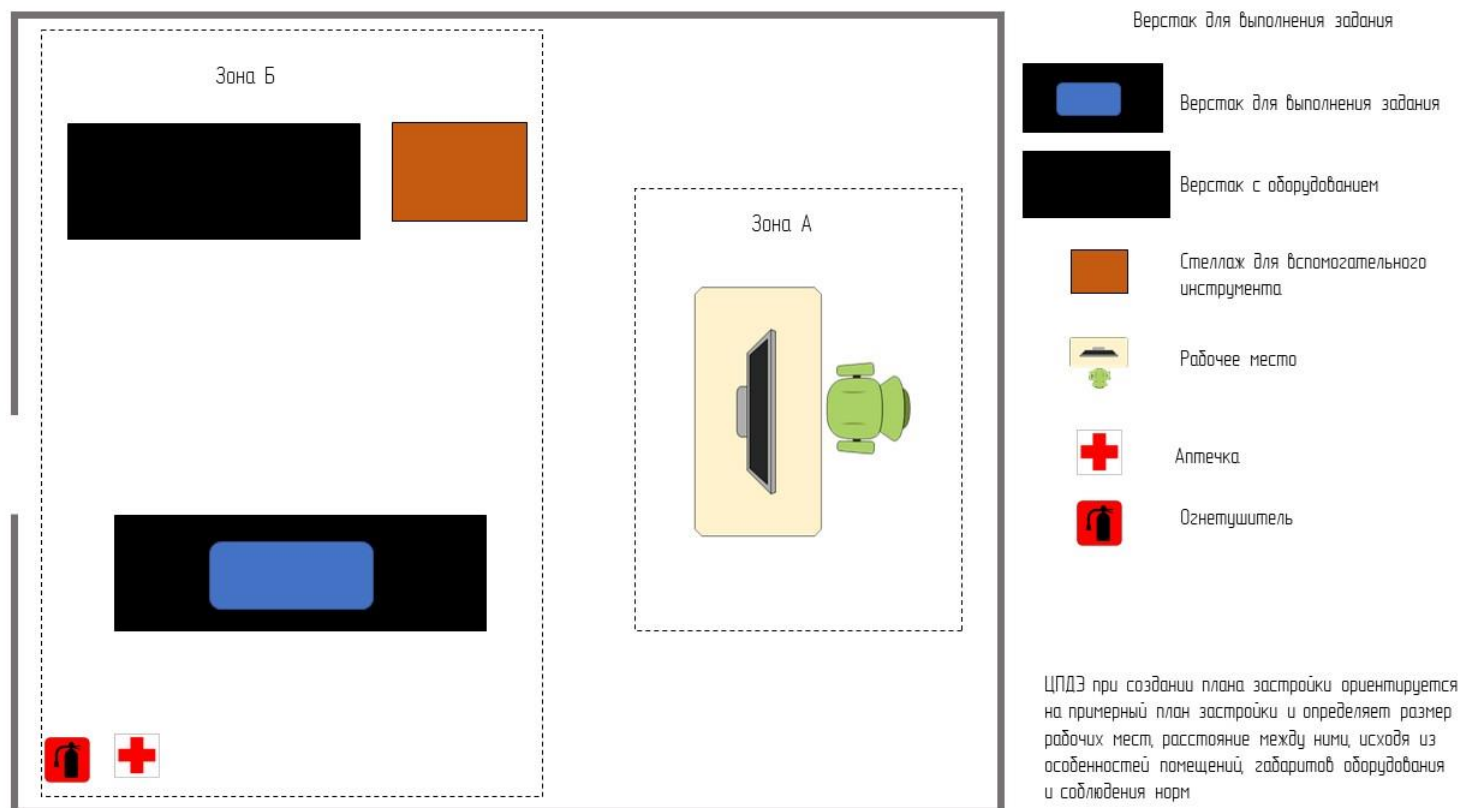 Верстак для выполнения задания
Зона Б
Верстак для выполнения задания
Верстак с оборудованием
Зона А
Стеллаж для вспомогательного
инструмента
Рабочее место
Аптечка
Огнетушитель
ЦПДЭ при создании плана застройки ориентируется
на примерный план застройки и определяет размер
рабочих мест, расстояние между ними, исходя из
особенностей помещений, габаритов оборудования
и соблюдения норм